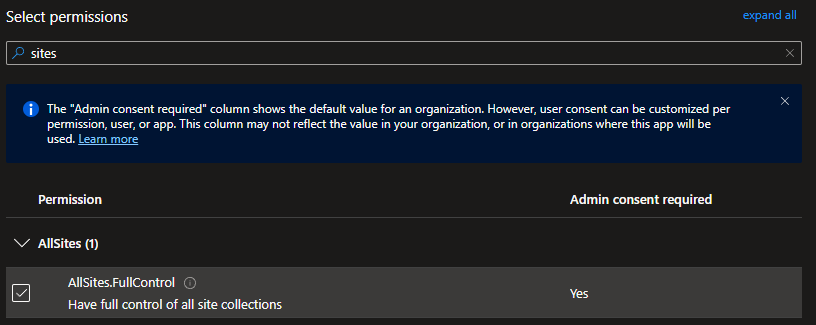 Select permissions
expand all
sites
The "Admin consent required" column shows the default value for an organization. However, user consent can be customized per
permission, user, or app. This column may not reflect the value in your organization, or in organizations where this app will be
used. Learn more
Permission
Admin consent required
AllSites (1)
AllSites.FullControl
Have full control of all site collections
Yes